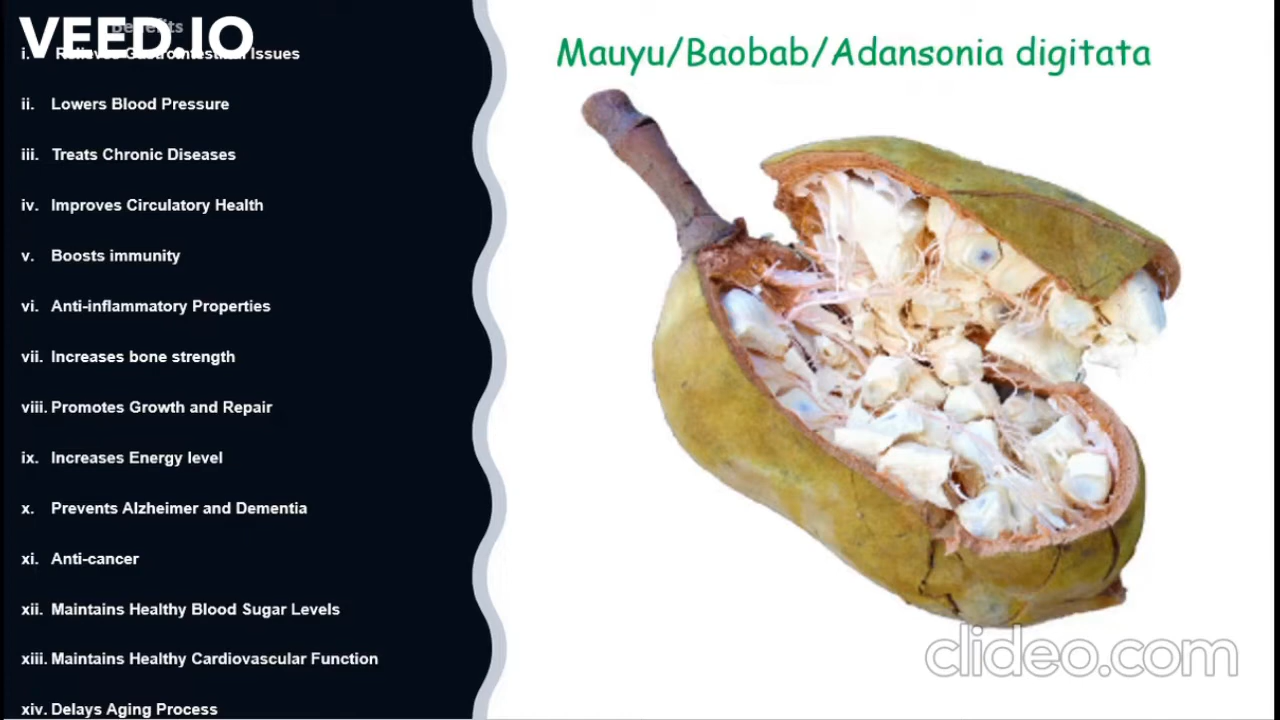 Benefits
VEED.IO
i. Relieves Gastrointestinal Issues
ii. Lowers Blood Pressure
iii. Treats Chronic Diseases
iv. Improves Circulatory Health
v. Boosts immunity
vi. Anti-inflammatory Properties
vii. Increases bone strength
viii. Promotes Growth and Repair
ix. Increases Energy level
x. Prevents Alzheimer and Dementia
xi. Anti-cancer
xii. Maintains Healthy Blood Sugar Levels
xiii. Maintains Healthy Cardiovascular Function
xiv. Delays Aging Process
Mauyu/Baobab/Adansonia digitata
clideo.com